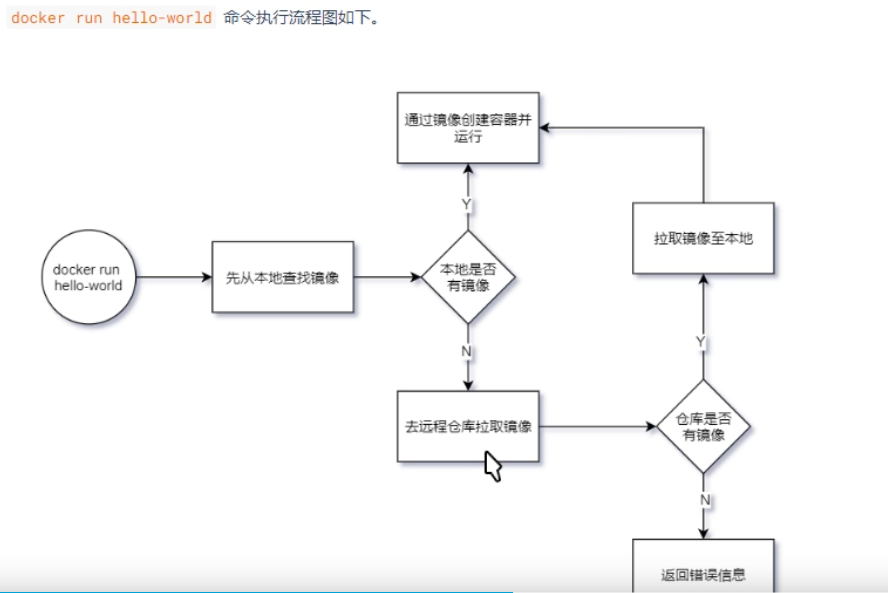 docker run hello-world 命令执行流程图如下。
通过镜像创建容器并
运行
Y
拉取镜像至本地
docker run
hello-world
先从本地查找镜像
本地是否
有镜像
N
Y
去远程仓库拉取镜像
仓库是否
有镜像
N
返回错误信息